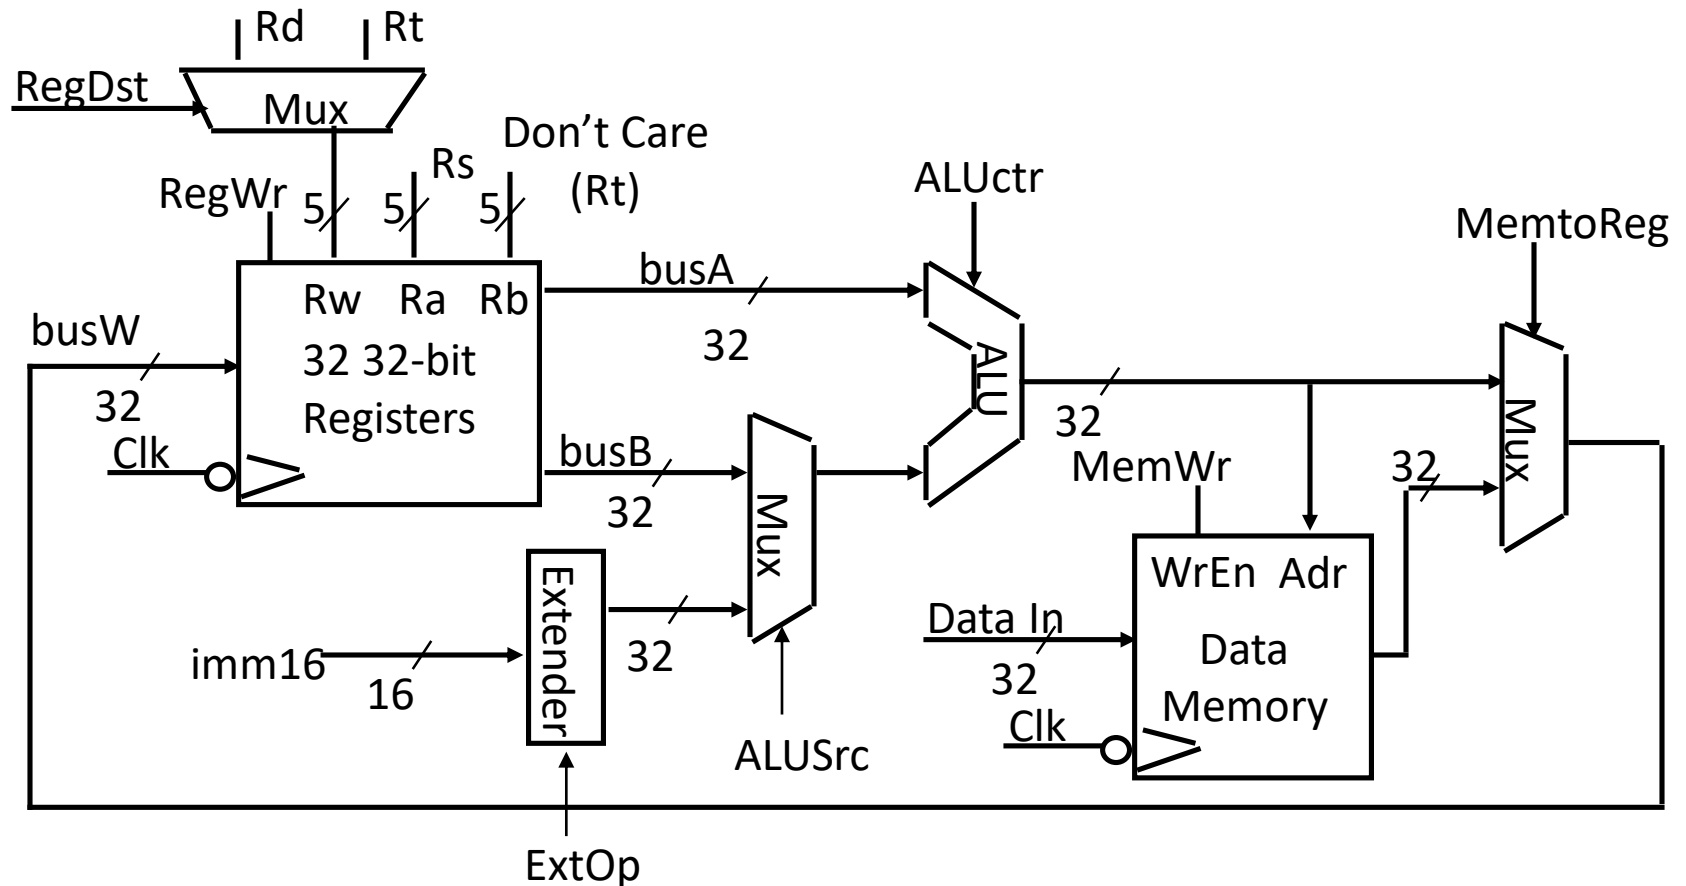 Rd
Rt
RegDst
Mux
Don't Care
(Rt)
Rs
RegWr
5
5
5
ALUctr
MemtoReg
busA
32
Rw Ra Rb
32 32-bit
Registers
busW
32
Clk
ALU
32
Mux
busB
32
Mux
MemWr
32
WrEn Adr
Data
Memory
Data In
32
Clk
Extender
32
imm16
16
ALUSrc
ExtOp